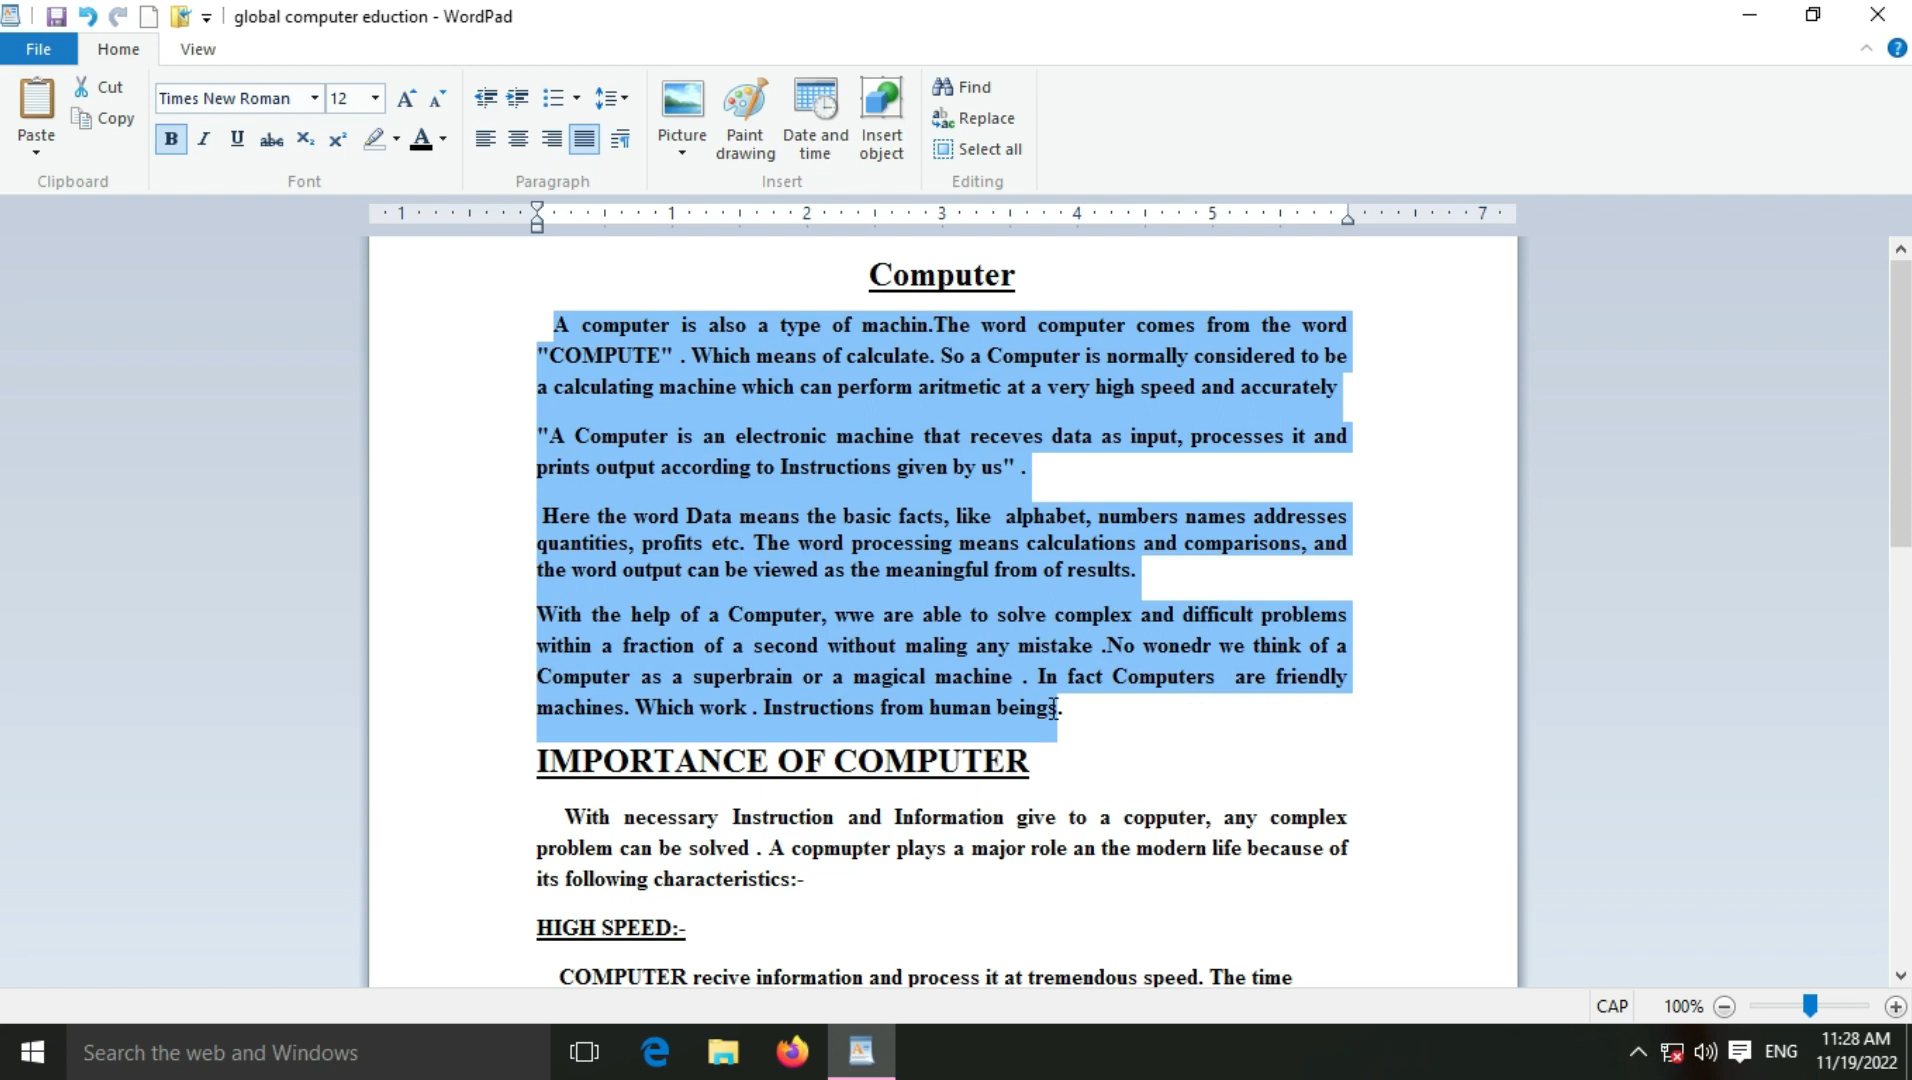 global computer eduction - WordPad
File Home View
Paste Cut Copy
Clipboard
Times New Roman 12
B I U abc X₂ X² A
Font
Paragraph
Picture Paint drawing Date and time Insert object
Insert
Find
Replace
Select all
Editing
1 1 2 3 4 5 7
Computer
A computer is also a type of machin.The word computer comes from the word
"COMPUTE" . Which means of calculate. So a Computer is normally considered to be
a calculating machine which can perform aritmetic at a very high speed and accurately
"A Computer is an electronic machine that receves data as input, processes it and
prints output according to Instructions given by us" .
Here the word Data means the basic facts, like alphabet, numbers names addresses
quantities, profits etc. The word processing means calculations and comparisons, and
the word output can be viewed as the meaningful from of results.
With the help of a Computer, wwe are able to solve complex and difficult problems
within a fraction of a second without maling any mistake .No wonedr we think of a
Computer as a superbrain or a magical machine . In fact Computers are friendly
machines. Which work . Instructions from human beings.
IMPORTANCE OF COMPUTER
With necessary Instruction and Information give to a copputer, any complex
problem can be solved . A copmupter plays a major role an the modern life because of
its following characteristics:-
HIGH SPEED:-
COMPUTER recive information and process it at tremendous speed. The time
CAP 100%
Search the web and Windows
ENG
11:28 AM
11/19/2022